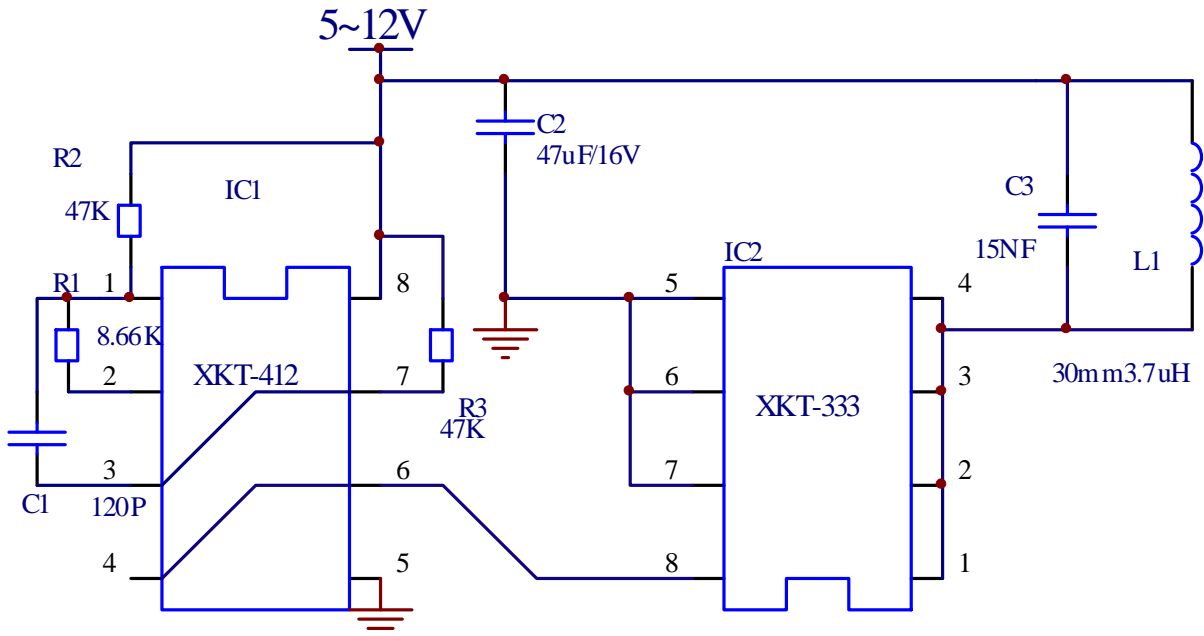 5~12V
C2
47uF/16V
R2
47K
IC1
C3
15NF
L1
IC2
R1
1
8
5
4
8.66K
XKT-412
30mm3.7uH
2
7
6
3
XKT-333
R3
47K
3
6
7
2
C1
120P
4
5
8
1